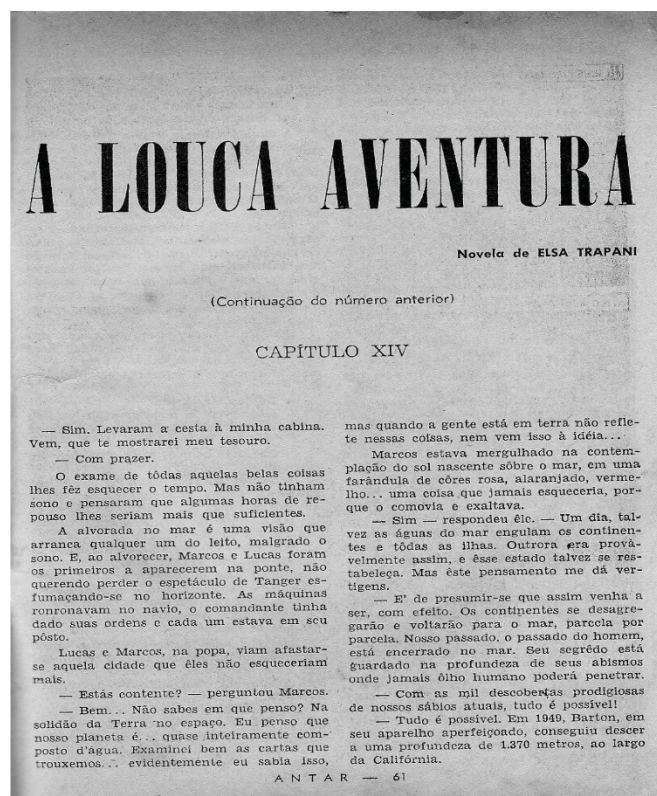 A LOUCA AVENTURA
Novela de ELSA TRAPANI
(Continuação do número anterior)
CAPÍTULO XIV
— Sim. Levaram a cesta à minha cabina.
Vem, que te mostrarei meu tesouro.
— Com prazer.
O exame de tôdas aquelas belas coisas
lhes fêz esquecer o tempo. Mas não tinham
sono e pensaram que algumas horas de re-
pouso lhes seriam mais que suficientes.
A alvorada no mar é uma visão que
arranca qualquer um do leito, malgrado o
sono. E, ao alvorecer, Marcos e Lucas foram
os primeiros a aparecerem na ponte, não
querendo perder o espetáculo de Tanger es-
fumaçando-se no horizonte. As máquinas
ronronavam no navio, o comandante tinha
dado suas ordens e cada um estava em seu
pôsto.
Lucas e Marcos, na popa, viam afastar-
se aquela cidade que êles não esqueceriam
mais.
— Estás contente? — perguntou Marcos.
— Bem... Não sabes em que penso? Na
solidão da Terra no espaço. Eu penso que
nosso planeta é... quase inteiramente com-
posto d'água. Examinei bem as cartas que
trouxemos... evidentemente eu sabia isso,
mas quando a gente está em terra não refle-
te nessas coisas, nem vem isso à idéia...
Marcos estava mergulhado na contem-
plação do sol nascente sôbre o mar, em uma
farândula de côres rosa, alaranjado, verme-
lho... uma coisa que jamais esqueceria, por-
que o comovia e exaltava.
— Sim — respondeu êle. — Um dia, tal-
vez as águas do mar engulam os continen-
tes e tôdas as ilhas. Outrora era provà-
velmente assim, e êsse estado talvez se res-
tabeleça. Mas êste pensamento me dá ver-
tigens.
— E' de presumir-se que assim venha a
ser, com efeito. Os continentes se desagre-
garão e voltarão para o mar, parcela por
parcela. Nosso passado, o passado do homem,
está encerrado no mar. Seu segrêdo está
guardado na profundeza de seus abismos
onde jamais ôlho humano poderá penetrar.
— Com as mil descobertas prodigiosas
de nossos sábios atuais, tudo é possível!
— Tudo é possível. Em 1949, Barton, em
seu aparelho aperfeiçoado, conseguiu descer
a uma profundeza de 1.370 metros, ao largo
da Califórnia.
ANTAR — 61